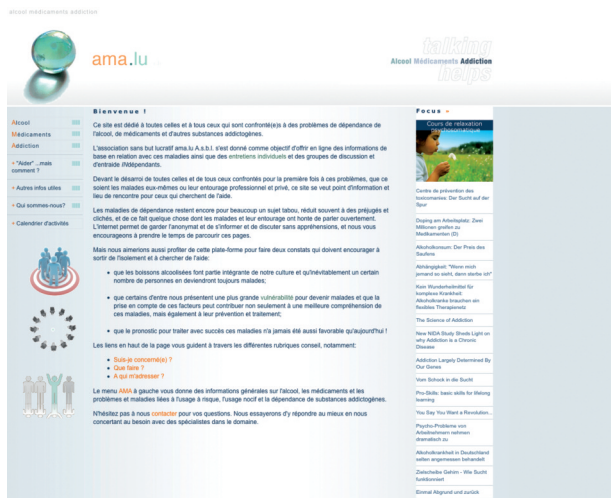 alcool médicaments addiction
ama.lu
talking
Alcool Médicaments Addiction
helps
Alcool
Médicaments
Addiction
"Aider" ...mais
comment ?
Autres infos utiles
Qui sommes-nous?
Calendrier d'activités
Bienvenue !
Ce site est dédié à toutes celles et à tous ceux qui sont confronté(e)s à des problèmes de dépendance de
l'alcool, de médicaments et d'autres substances addictogènes.
L'association sans but lucratif ama.lu A.s.b.l. s'est donné comme objectif d'offrir en ligne des informations de
base en relation avec ces maladies ainsi que des entretiens individuels et des groupes de discussion et
d'entraide /I/dépendants.
Devant le désarroi de toutes celles et de tous ceux confrontés pour la première fois à ces problèmes, que ce
soient les malades eux-mêmes ou leur entourage professionnel et privé, ce site se veut point d'information et
lieu de rencontre pour ceux qui cherchent de l'aide.
Les maladies de dépendance restent encore pour beaucoup un sujet tabou, réduit souvent à des préjugés et
clichés, et de ce fait quelque chose dont les malades et leur entourage ont honte de parler ouvertement.
L'Internet permet de garder l'anonymat et de s'informer et de discuter sans appréhensions, et nous vous
encourageons à prendre le temps de parcourir ces pages.
Mais nous aimerions aussi profiter de cette plate-forme pour faire deux constats qui doivent encourager à
sortir de l'isolement et à chercher de l'aide:
que les boissons alcoolisées font partie intégrante de notre culture et qu'inévitablement un certain
nombre de personnes en deviendront toujours malades;
que certains d'entre nous présentent une plus grande vulnérabilité pour devenir malades et que la
prise en compte de ces facteurs peut contribuer non seulement à une meilleure compréhension de
ces maladies, mais également à leur prévention et traitement;
que le pronostic pour traiter avec succès ces maladies n'a jamais été aussi favorable qu'aujourd'hui !
Les liens en haut de la page vous guident à travers les différentes rubriques conseil, notamment:
Suis-je concerné(e) ?
Que faire ?
A qui m'adresser ?
Le menu AMA à gauche vous donne des informations générales sur l'alcool, les médicaments et les
problèmes et maladies liées à l'usage à risque, l'usage nocif et la dépendance de substances addictogènes.
N'hésitez pas à nous contacter pour vos questions. Nous essayerons d'y répondre au mieux en nous
concertant au besoin avec des spécialistes dans le domaine.
Focus
Cours de relaxation
psychosomatique
Centre de prévention des
toxicomanies: Der Sucht auf der
Spur
Doping am Arbeitsplatz: Zwei
Millionen greifen zu
Medikamenten (D)
Alkoholkonsum: Der Preis des
Saufens
Abhängigkeit: "Wenn mich
jemand so sieht, dann sterbe ich"
Kein Wunderheilmittel für
komplexe Krankheit:
Alkoholkranke brauchen ein
flexibles Therapienetz
The Science of Addiction
New NIDA Study Sheds Light on
why Addiction is a Chronic
Disease
Addiction Largely Determined By
Our Genes
Vom Schock in die Sucht
Pro-Skills: basic skills for lifelong
learning
You Say You Want a Revolution...
Psycho-Probleme von
Arbeitnehmern nehmen
dramatisch zu
Alkoholkrankheit in Deutschland
selten angemessen behandelt
Zielscheibe Gehirn - Wie Sucht
funktioniert
Einmal Abgrund und zurück